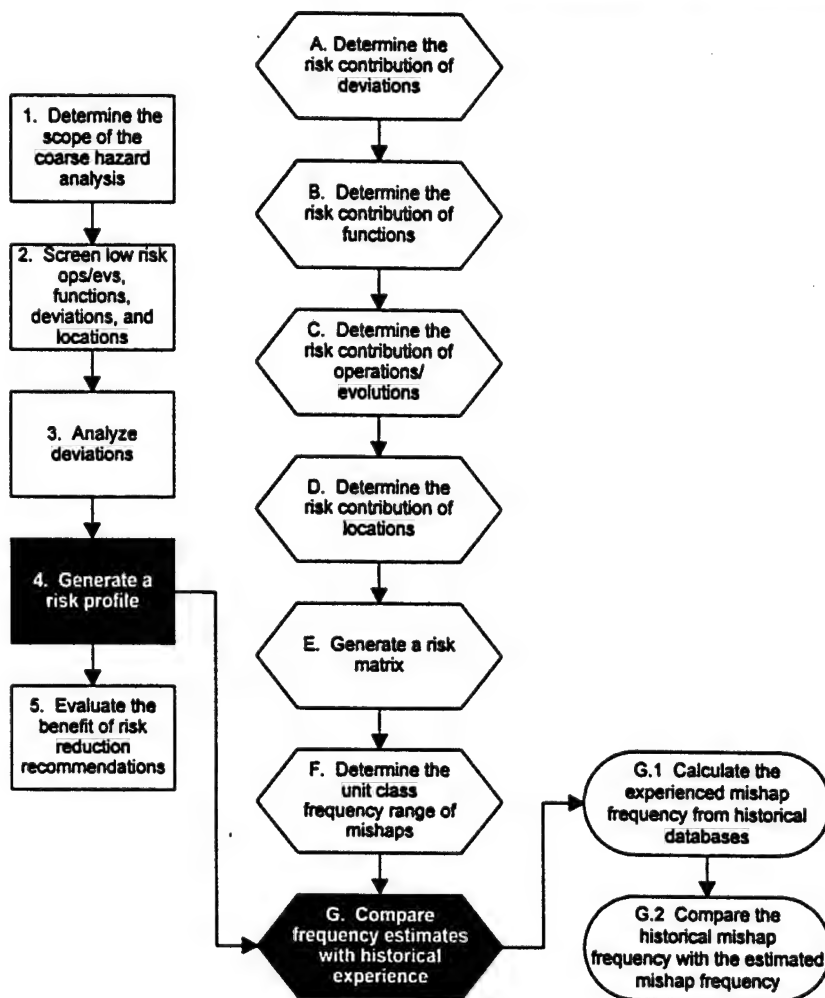 1. Determine the
scope of the
coarse hazard
analysis
2. Screen low risk
ops/evs,
functions,
deviations, and
locations
3. Analyze
deviations
4. Generate a
risk profile
5. Evaluate the
benefit of risk
reduction
recommendations
A. Determine the
risk contribution of
deviations
B. Determine the
risk contribution of
functions
C. Determine the
risk contribution of
operations/
evolutions
D. Determine the
risk contribution of
locations
E. Generate a risk
matrix
F. Determine the
unit class
frequency range of
mishaps
G. Compare
frequency estimates
with historical
experience
G.1 Calculate the
experienced mishap
frequency from historical
databases
G.2 Compare the
historical mishap
frequency with the estimated
mishap frequency